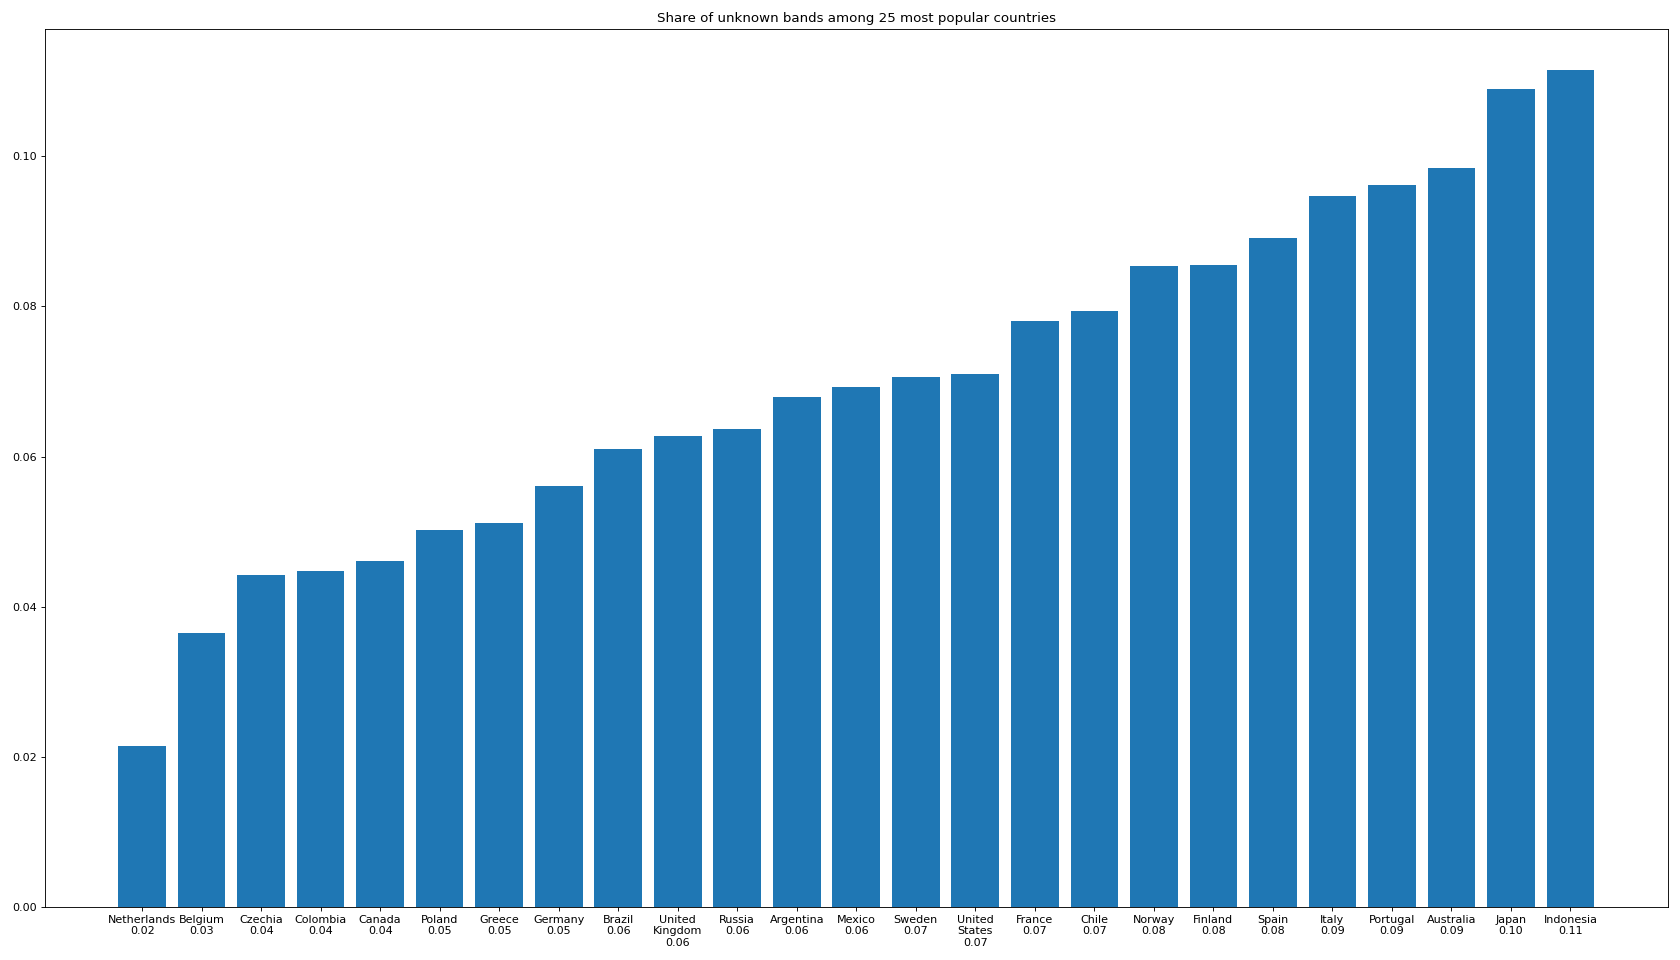 Share of unknown bands among 25 most popular countries
0.10
0.08
0.06
0.04
0.02
0.00
Netherlands
0.02
Belgium
0.03
Czechia
0.04
Colombia
0.04
Canada
0.04
Poland
0.05
Greece
0.05
Germany
0.05
Brazil
0.06
United
Kingdom
0.06
Russia
0.06
Argentina
0.06
Mexico
0.06
Sweden
0.07
United
States
0.07
France
0.07
Chile
0.07
Norway
0.08
Finland
0.08
Spain
0.08
Italy
0.09
Portugal
0.09
Australia
0.09
Japan
0.10
Indonesia
0.11